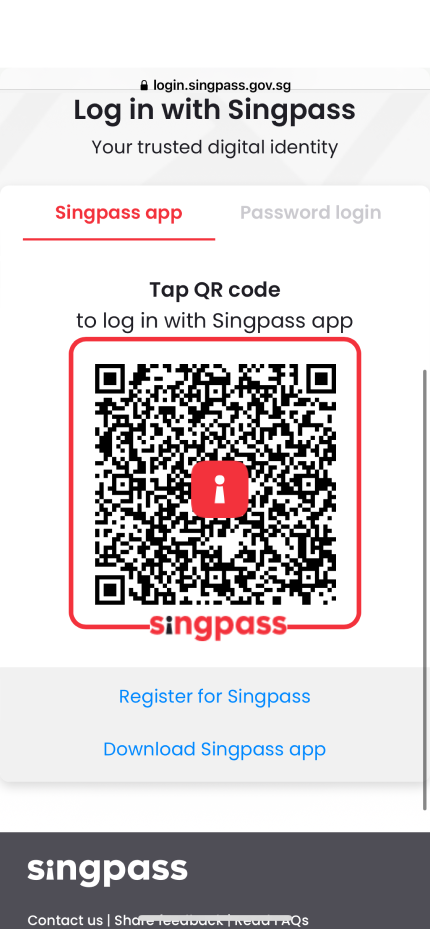 login.singpass.gov.sg
Log in with Singpass
Your trusted digital identity
Singpass app
Password login
Tap QR code
to log in with Singpass app
singpass
Register for Singpass
Download Singpass app
singpass
Contact us | Share feedback | Read FAQs